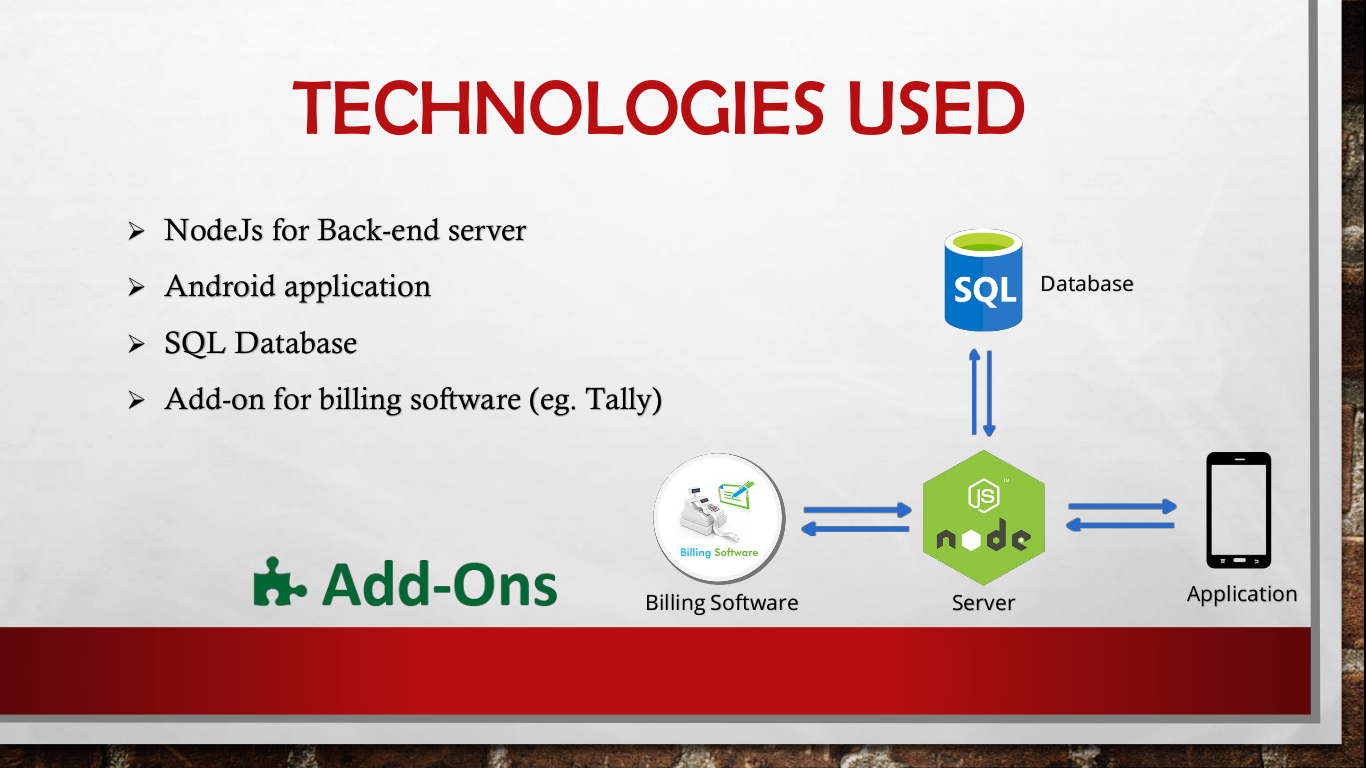 TECHNOLOGIES USED
NodeJs for Back-end server
Android application
SQL Database
Add-on for billing software (eg. Tally)
SQL
Database
JS
TM
node
Billing Software
Add-Ons
Billing Software
Server
Application